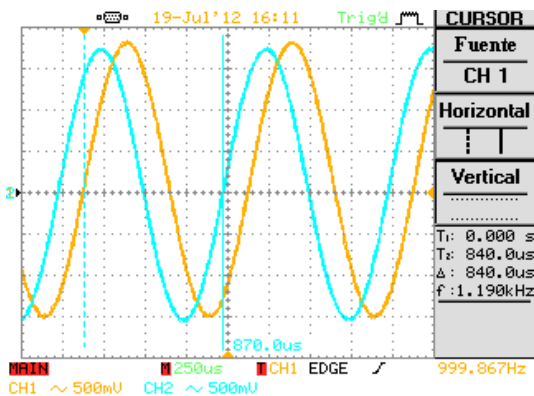 19-Jul'12 16:11 Trig'd CURSOR
Fuente
CH 1
Horizontal
Vertical
2
T₁: 0.000 s
T₂: 840.0us
Δ: 840.0us
f :1.190kHz
870.0us
MAIN M 250us T CH1 EDGE 999.867Hz
CH1 ~ 500mV CH2 ~ 500mV